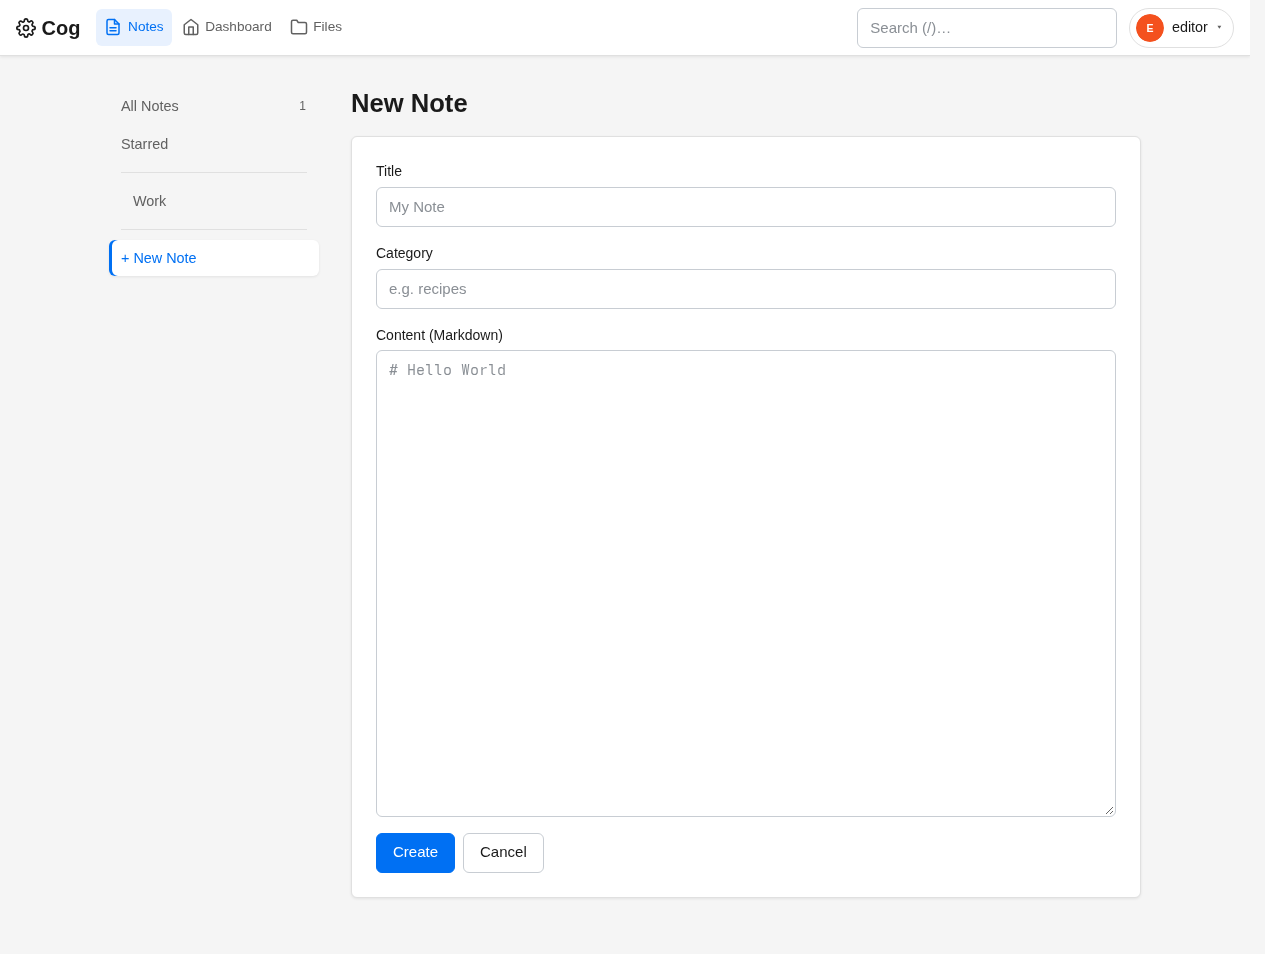 Cog
Notes
Dashboard
Files
Search (/)…
E
editor
All Notes
1
Starred
Work
+ New Note
New Note
Title
My Note
Category
e.g. recipes
Content (Markdown)
# Hello World
Create
Cancel